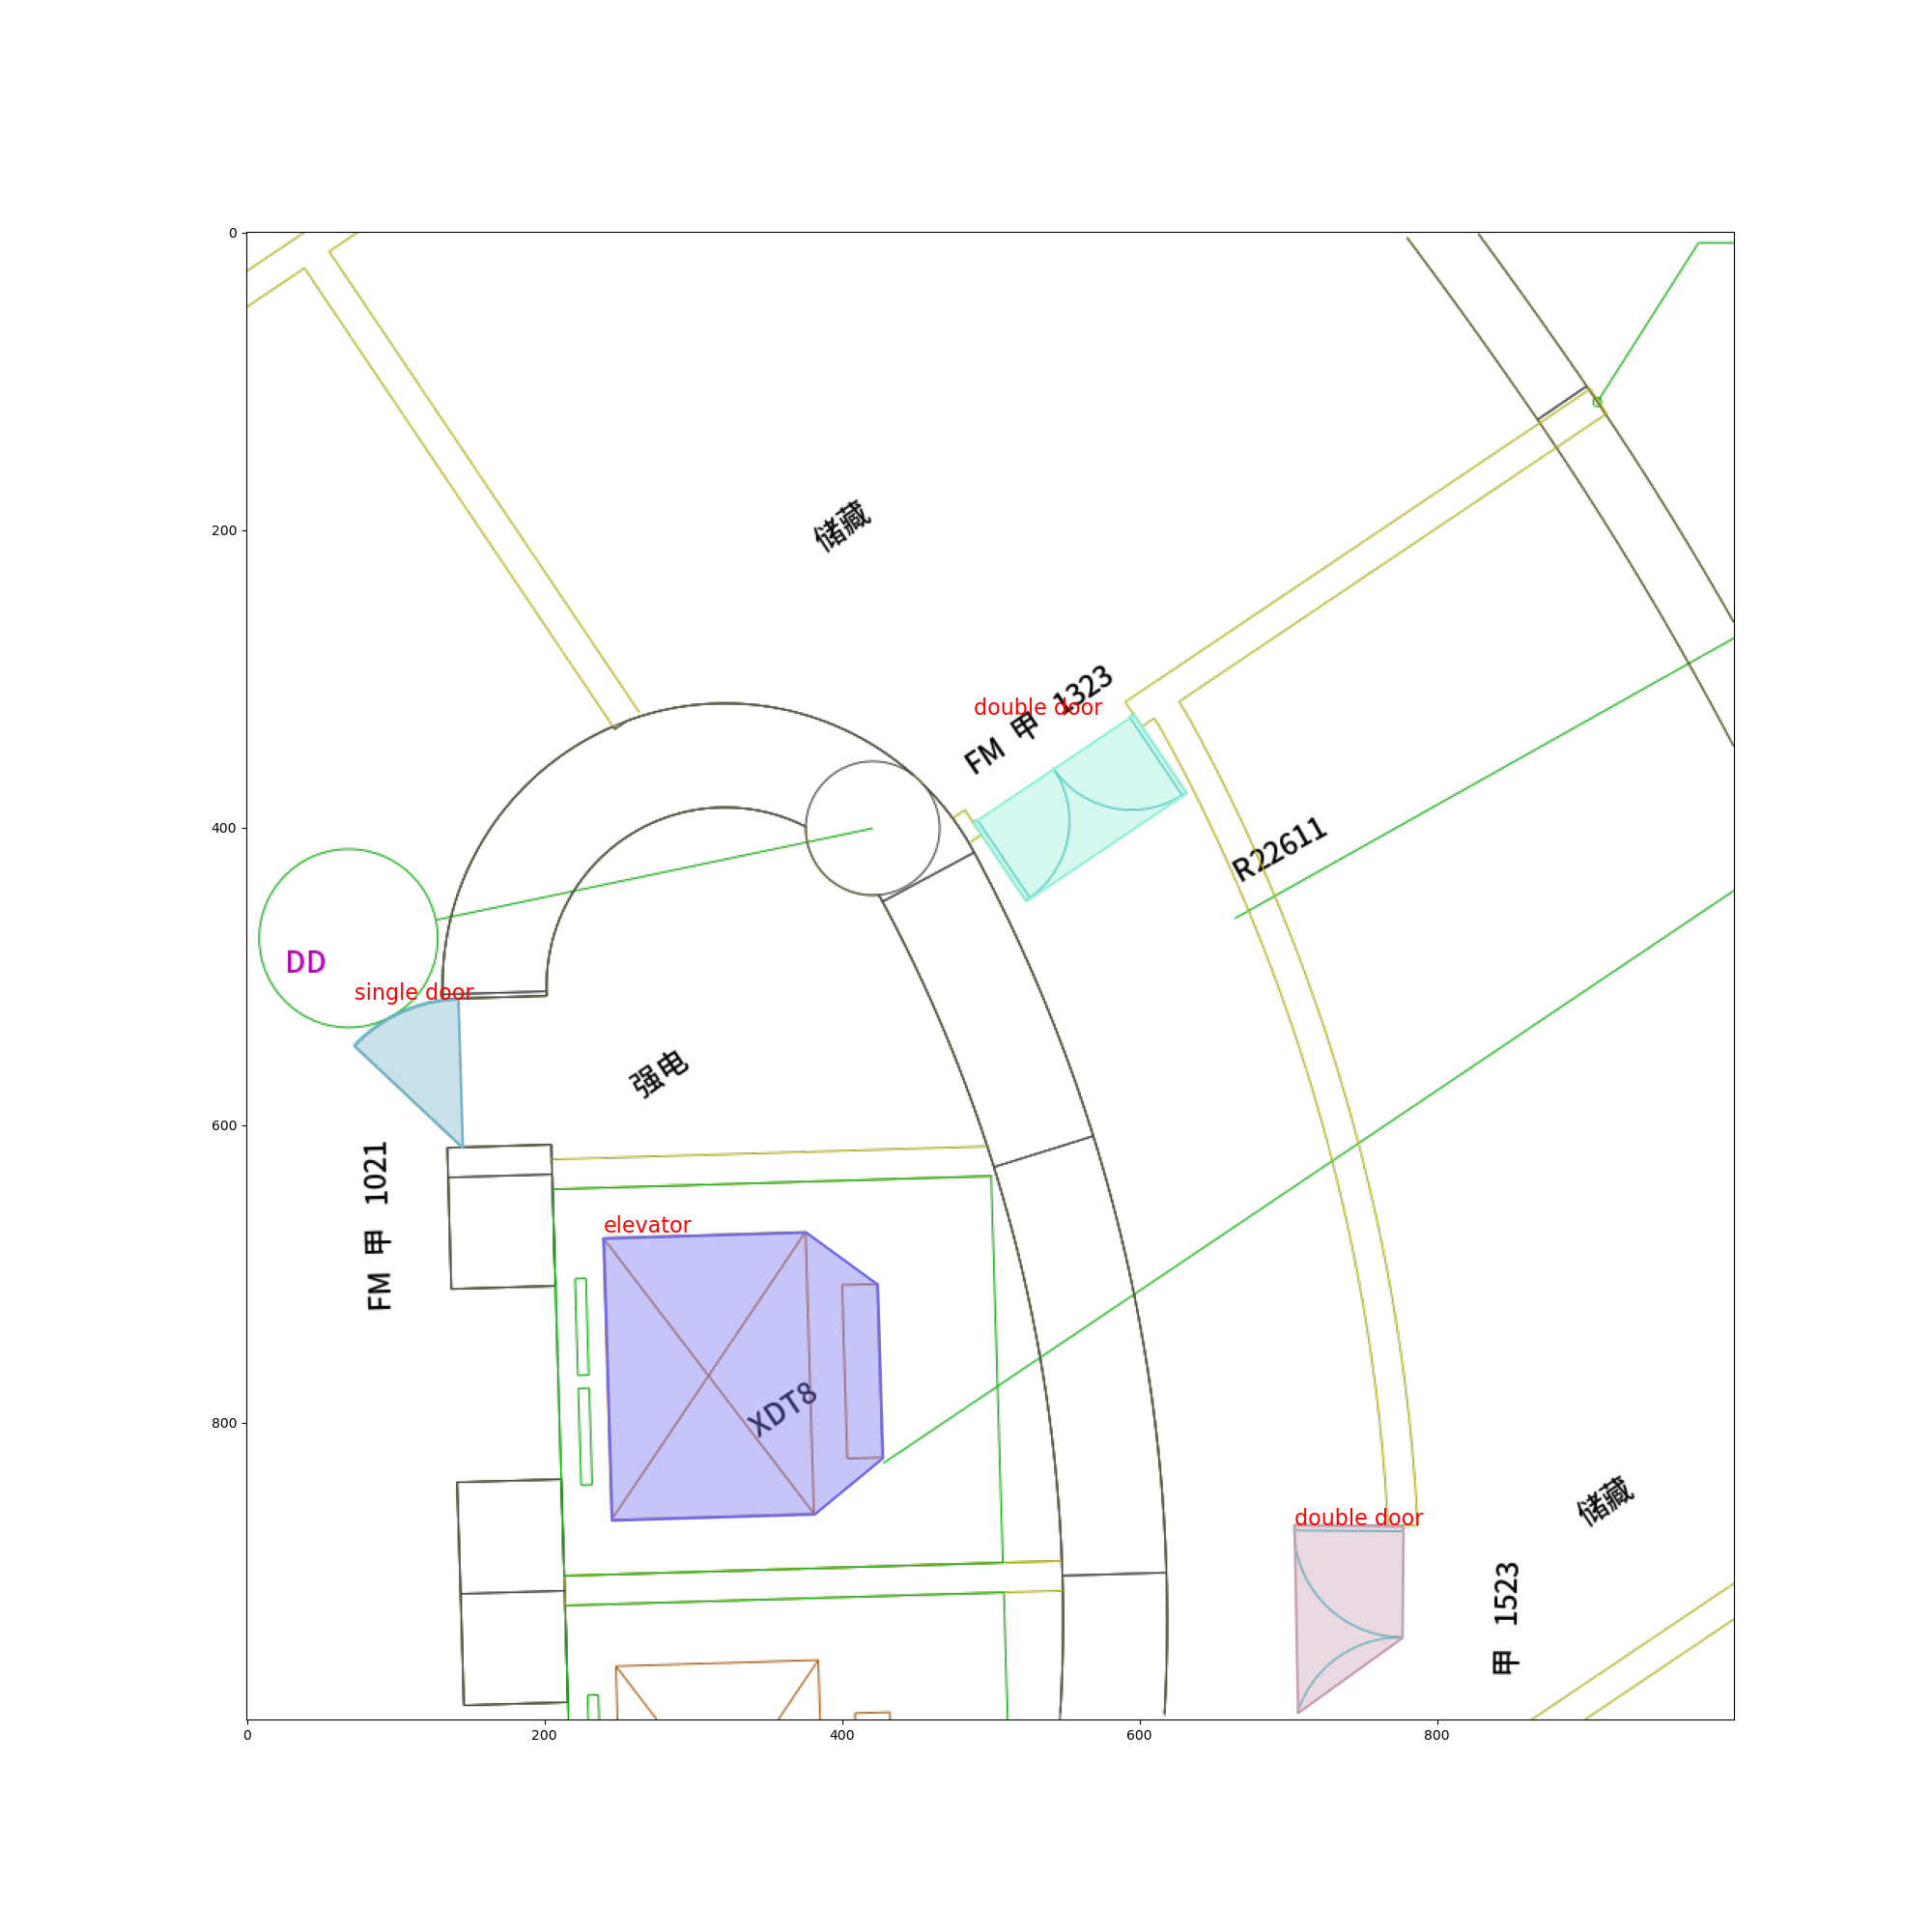 0
200
400
600
800
0
200
400
600
800
储藏
FM 甲 1323
double door
R22611
DD
single door
强电
FM 甲 1021
elevator
XDT8
储藏
double door
甲 1523